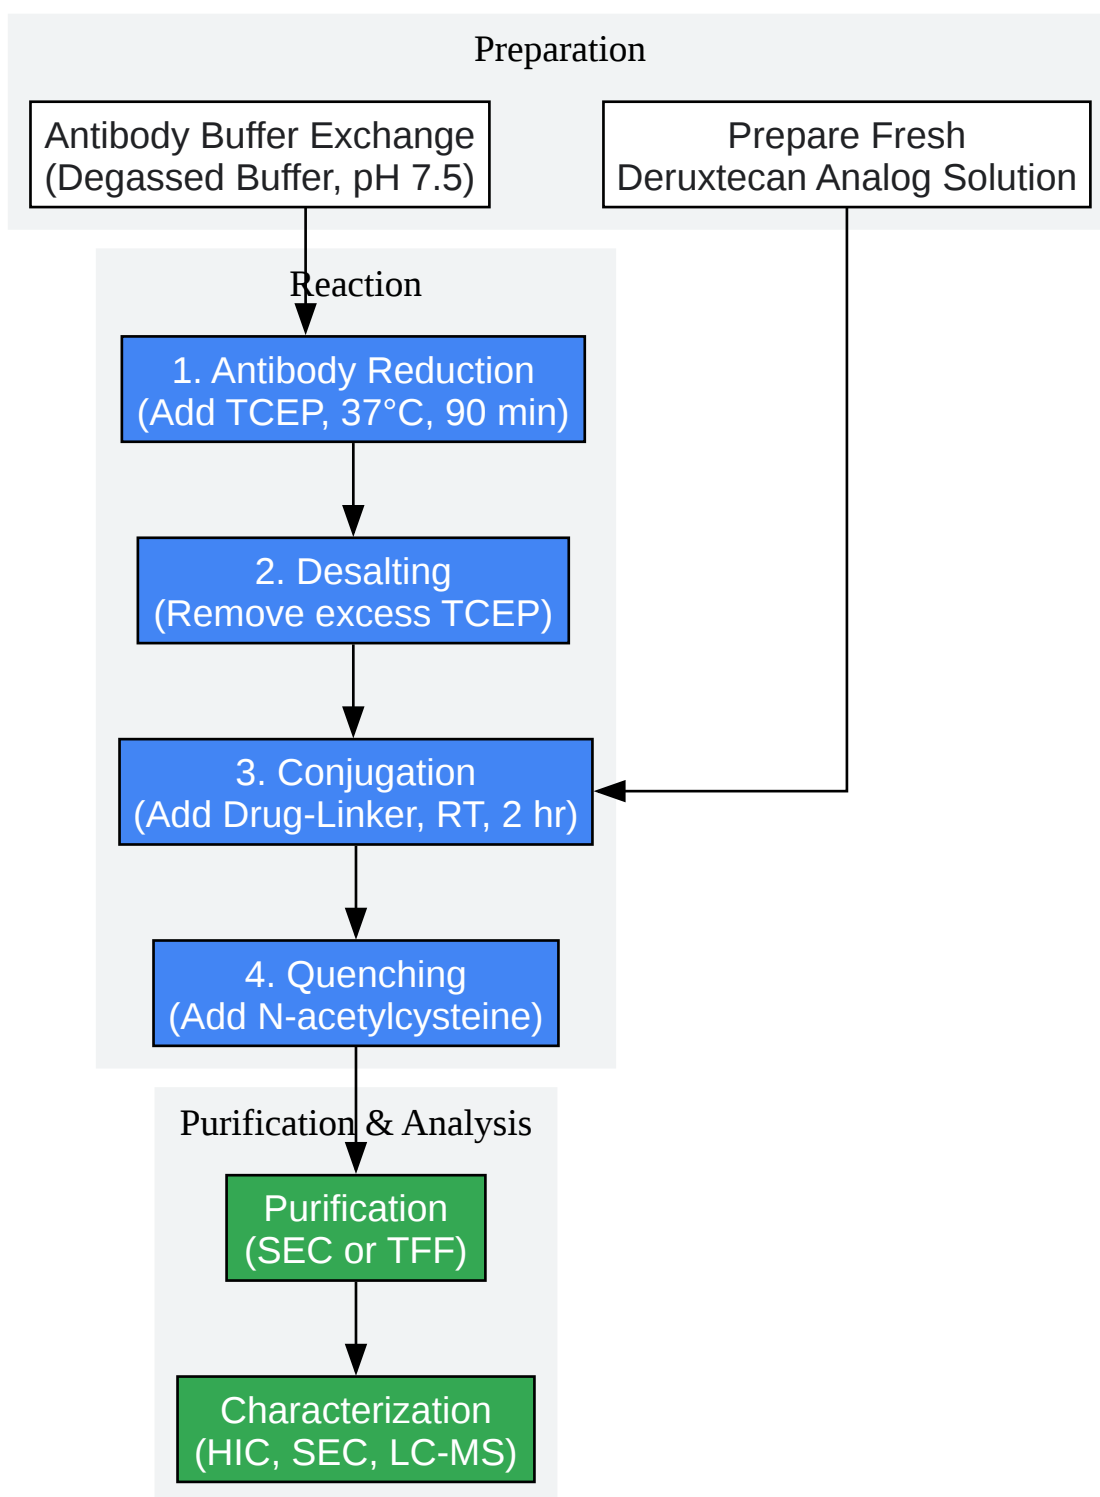 Preparation
Antibody Buffer Exchange
(Degassed Buffer, pH 7.5)
Prepare Fresh
Deruxtecan Analog Solution
Reaction
1. Antibody Reduction
(Add TCEP, 37°C, 90 min)
2. Desalting
(Remove excess TCEP)
3. Conjugation
(Add Drug-Linker, RT, 2 hr)
4. Quenching
(Add N-acetylcysteine)
Purification & Analysis
Purification
(SEC or TFF)
Characterization
(HIC, SEC, LC-MS)